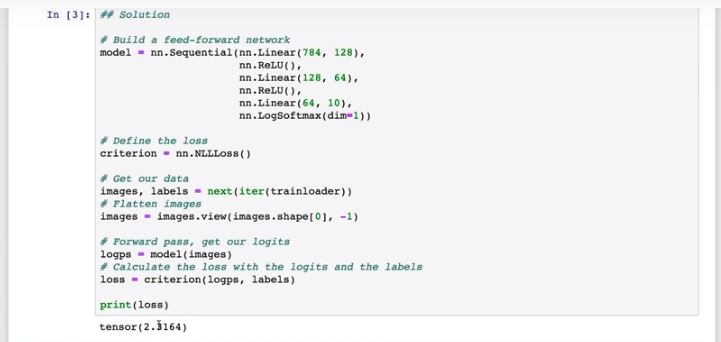 In [3]: ## Solution
# Build a feed-forward network
model = nn.Sequential(nn.Linear(784, 128),
nn.ReLU(),
nn.Linear(128, 64),
nn.ReLU(),
nn.Linear(64, 10),
nn.LogSoftmax(dim=1))
# Define the loss
criterion = nn.NLLLoss()
# Get our data
images, labels = next(iter(trainloader))
# Flatten images
images = images.view(images.shape[0], -1)
# Forward pass, get our logits
logps = model(images)
# Calculate the loss with the logits and the labels
loss = criterion(logps, labels)
print(loss)
tensor(2.3164)